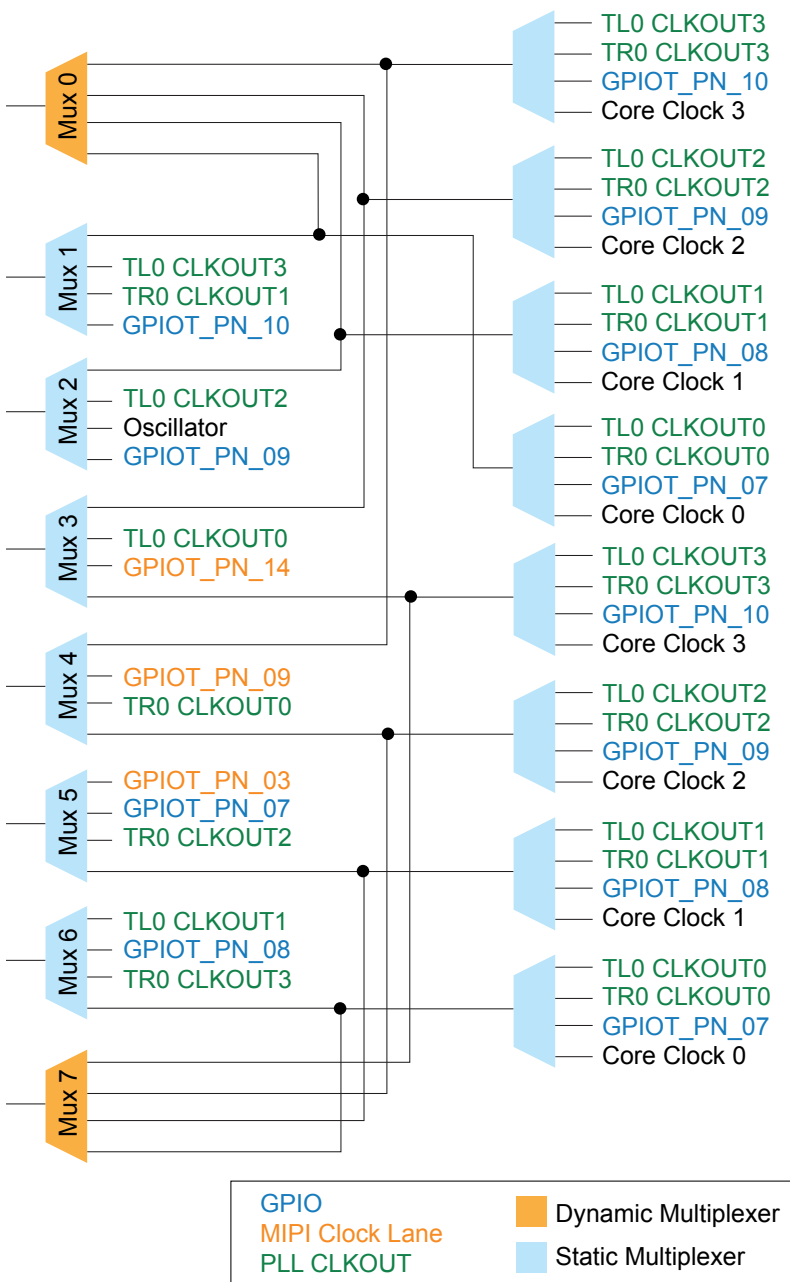 Mux 0
Mux 1
TL0 CLKOUT3
TR0 CLKOUT1
GPIOT_PN_10
Mux 2
TL0 CLKOUT2
Oscillator
GPIOT_PN_09
Mux 3
TL0 CLKOUT0
GPIOT_PN_14
Mux 4
GPIOT_PN_09
TR0 CLKOUT0
Mux 5
GPIOT_PN_03
GPIOT_PN_07
TR0 CLKOUT2
Mux 6
TL0 CLKOUT1
GPIOT_PN_08
TR0 CLKOUT3
Mux 7
TL0 CLKOUT3
TR0 CLKOUT3
GPIOT_PN_10
Core Clock 3
TL0 CLKOUT2
TR0 CLKOUT2
GPIOT_PN_09
Core Clock 2
TL0 CLKOUT1
TR0 CLKOUT1
GPIOT_PN_08
Core Clock 1
TL0 CLKOUT0
TR0 CLKOUT0
GPIOT_PN_07
Core Clock 0
TL0 CLKOUT3
TR0 CLKOUT3
GPIOT_PN_10
Core Clock 3
TL0 CLKOUT2
TR0 CLKOUT2
GPIOT_PN_09
Core Clock 2
TL0 CLKOUT1
TR0 CLKOUT1
GPIOT_PN_08
Core Clock 1
TL0 CLKOUT0
TR0 CLKOUT0
GPIOT_PN_07
Core Clock 0
GPIO
MIPI Clock Lane
PLL CLKOUT
Dynamic Multiplexer
Static Multiplexer